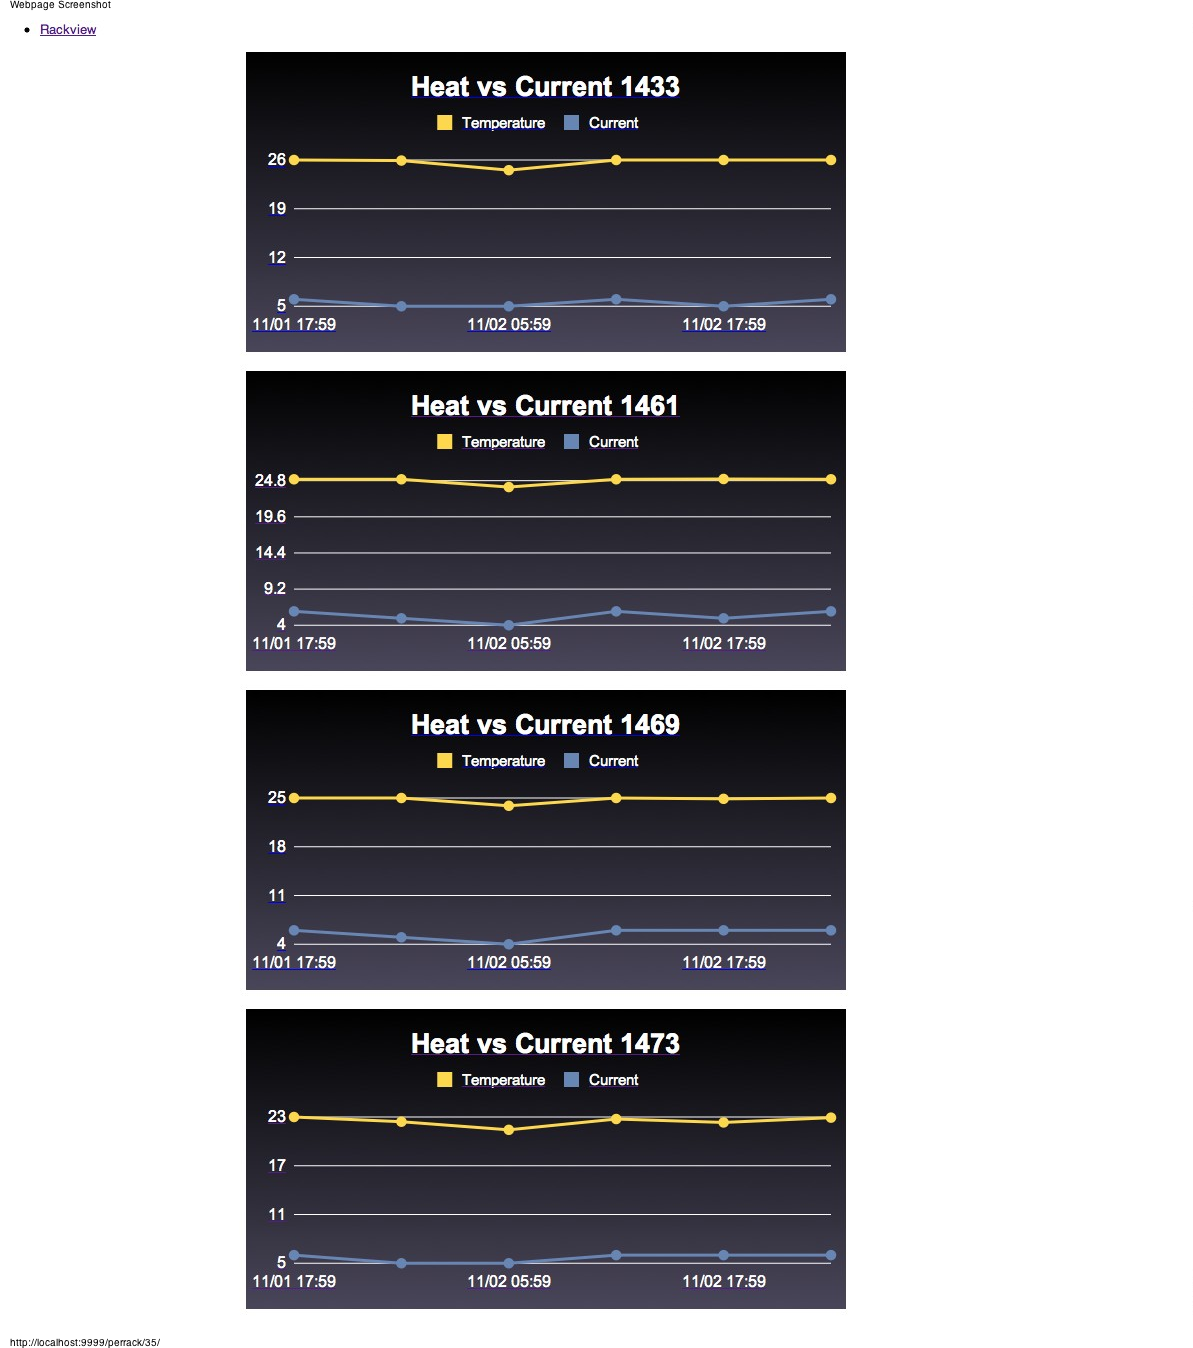 Webpage Screenshot
Rackview
Heat vs Current 1433
Temperature Current
26
19
12
5
11/01 17:59 11/02 05:59 11/02 17:59
Heat vs Current 1461
Temperature Current
24.8
19.6
14.4
9.2
4
11/01 17:59 11/02 05:59 11/02 17:59
Heat vs Current 1469
Temperature Current
25
18
11
4
11/01 17:59 11/02 05:59 11/02 17:59
Heat vs Current 1473
Temperature Current
23
17
11
5
11/01 17:59 11/02 05:59 11/02 17:59
http://localhost:9999/perrack/35/